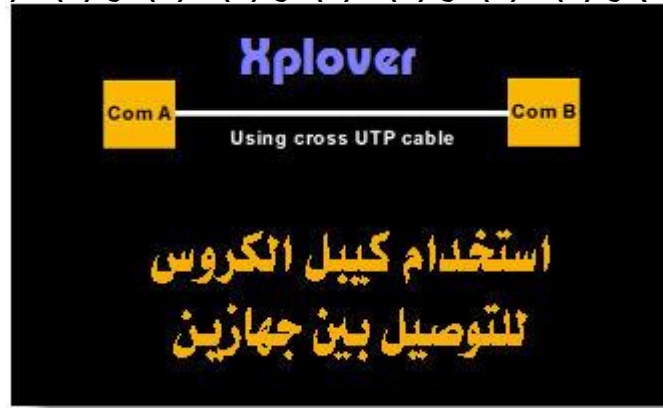 Xplover
Com A
Com B
Using cross UTP cable
استخدام كيبل الكروس
للتوصيل بين جهازين